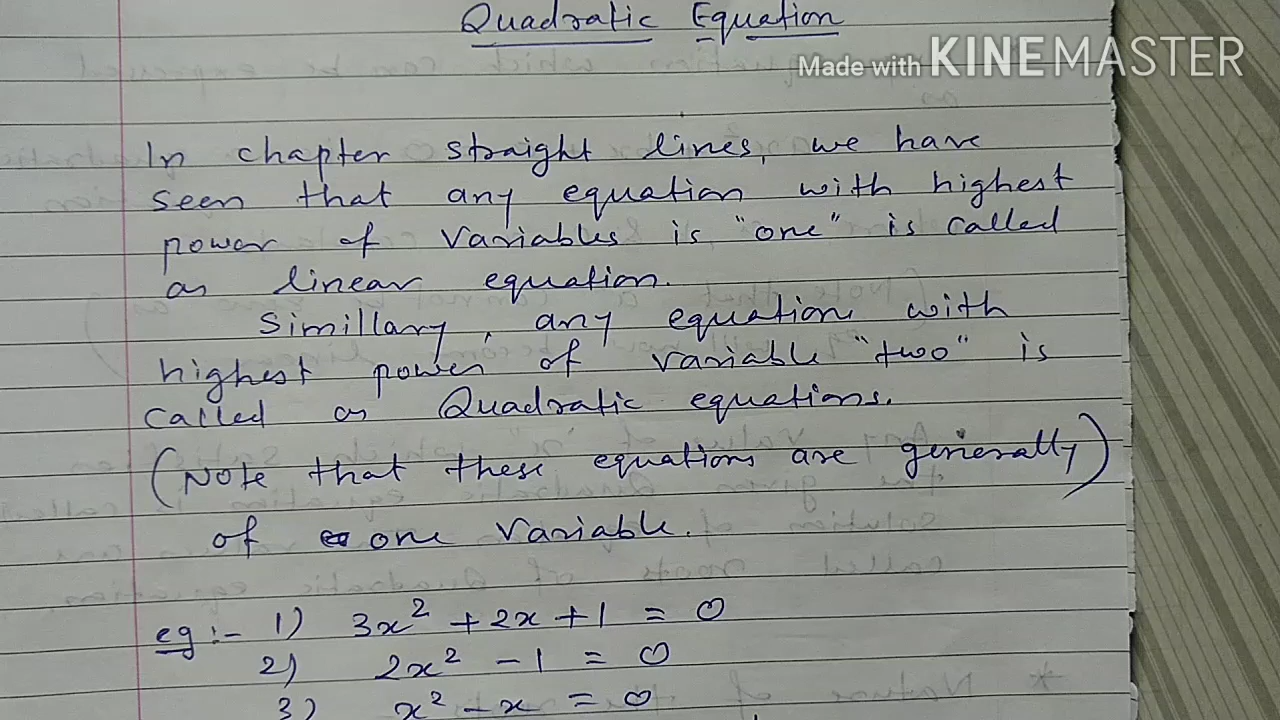 Quadratic Equation
Made with KINEMASTER
In chapter straight lines, we have
seen that any equation with highest
power of variables is "one" is called
as linear equation.
Simillary, any equation with
highest power of variable "two" is
called as Quadratic equations.
(Note that these equations are generally)
of one variable.
eg :- 1) 3x² + 2x + 1 = 0
2) 2x² - 1 = 0
3) x² - x = 0